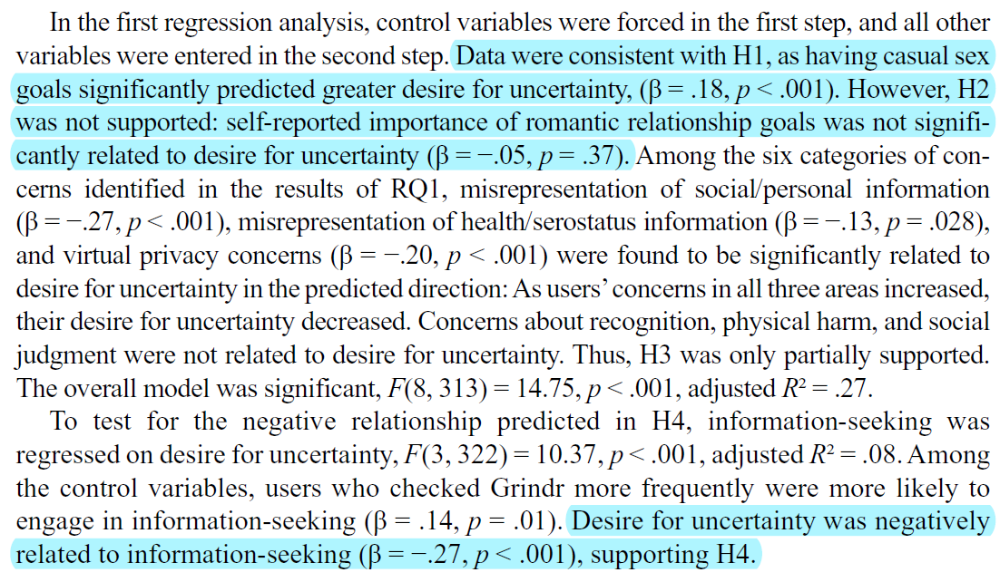 In the first regression analysis, control variables were forced in the first step, and all other
variables were entered in the second step. Data were consistent with H1, as having casual sex
goals significantly predicted greater desire for uncertainty, (β = .18, p < .001). However, H2
was not supported: self-reported importance of romantic relationship goals was not signifi-
cantly related to desire for uncertainty (β = −.05, p = .37). Among the six categories of con-
cerns identified in the results of RQ1, misrepresentation of social/personal information
(β = −.27, p < .001), misrepresentation of health/serostatus information (β = −.13, p = .028),
and virtual privacy concerns (β = −.20, p < .001) were found to be significantly related to
desire for uncertainty in the predicted direction: As users’ concerns in all three areas increased,
their desire for uncertainty decreased. Concerns about recognition, physical harm, and social
judgment were not related to desire for uncertainty. Thus, H3 was only partially supported.
The overall model was significant, F(8, 313) = 14.75, p < .001, adjusted R² = .27.
To test for the negative relationship predicted in H4, information-seeking was
regressed on desire for uncertainty, F(3, 322) = 10.37, p < .001, adjusted R² = .08. Among
the control variables, users who checked Grindr more frequently were more likely to
engage in information-seeking (β = .14, p = .01). Desire for uncertainty was negatively
related to information-seeking (β = −.27, p < .001), supporting H4.